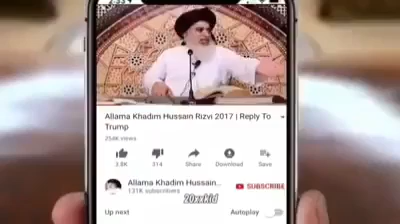 Allama Khadim Hussain Rizvi 2017 | Reply To
Trump
254K views
3.8K
314
Share
Download
Save
Allama Khadim Hussain...
131K subscribers
SUBSCRIBE
20xxkid
Up next
Autoplay